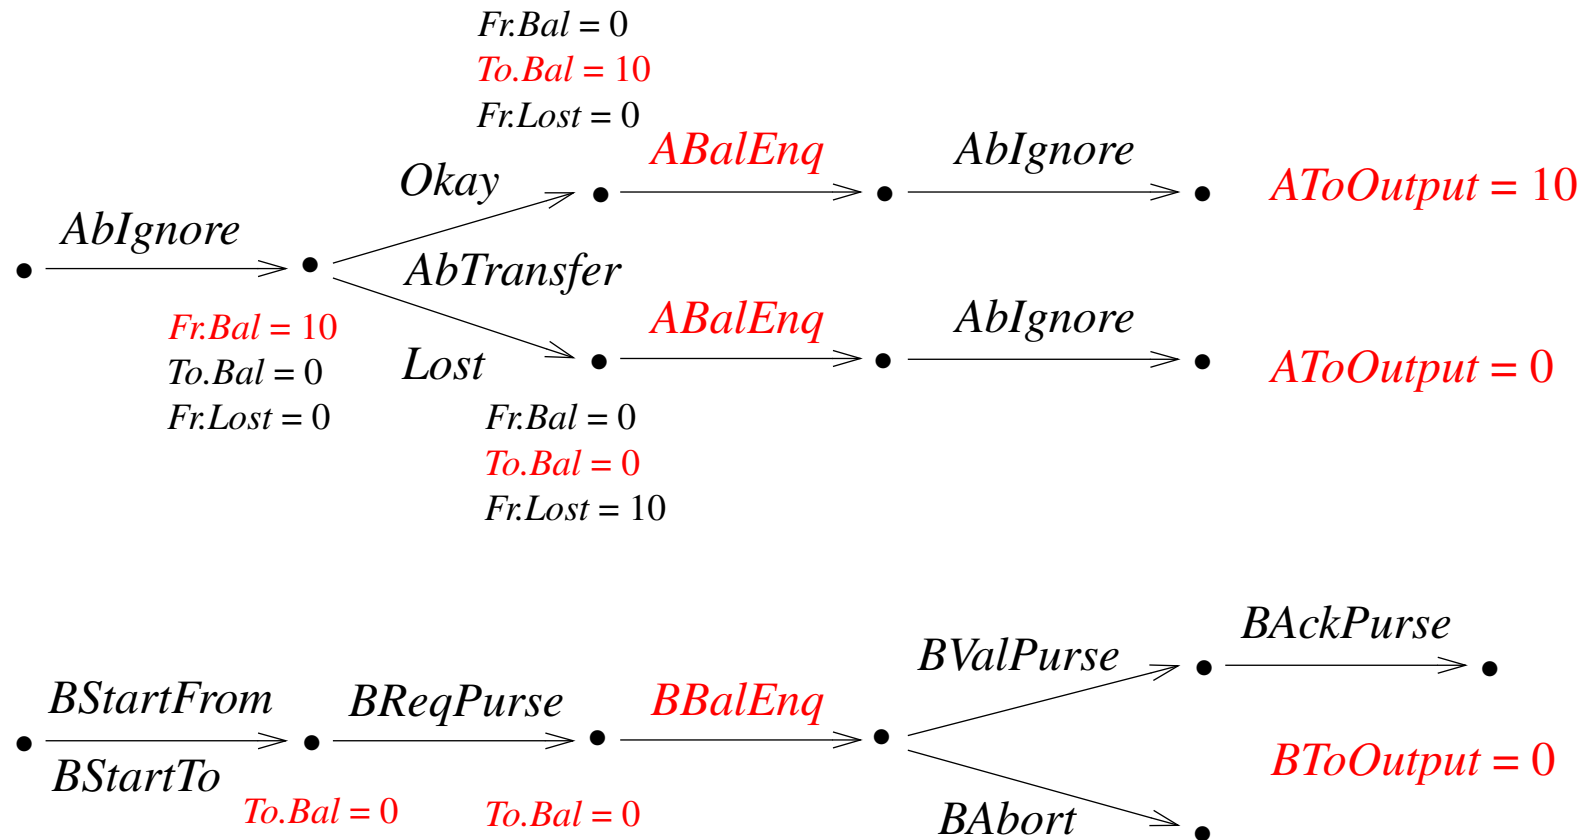 Fr.Bal = 0
To.Bal = 10
Fr.Lost = 0
ABalEnq
AbIgnore
Okay
AToOutput = 10
AbIgnore
AbTransfer
Fr.Bal = 10
To.Bal = 0
Fr.Lost = 0
ABalEnq
AbIgnore
Lost
AToOutput = 0
Fr.Bal = 0
To.Bal = 0
Fr.Lost = 10
BAckPurse
BValPurse
BStartFrom
BReqPurse
BBalEnq
BStartTo
BToOutput = 0
To.Bal = 0
To.Bal = 0
BAbort